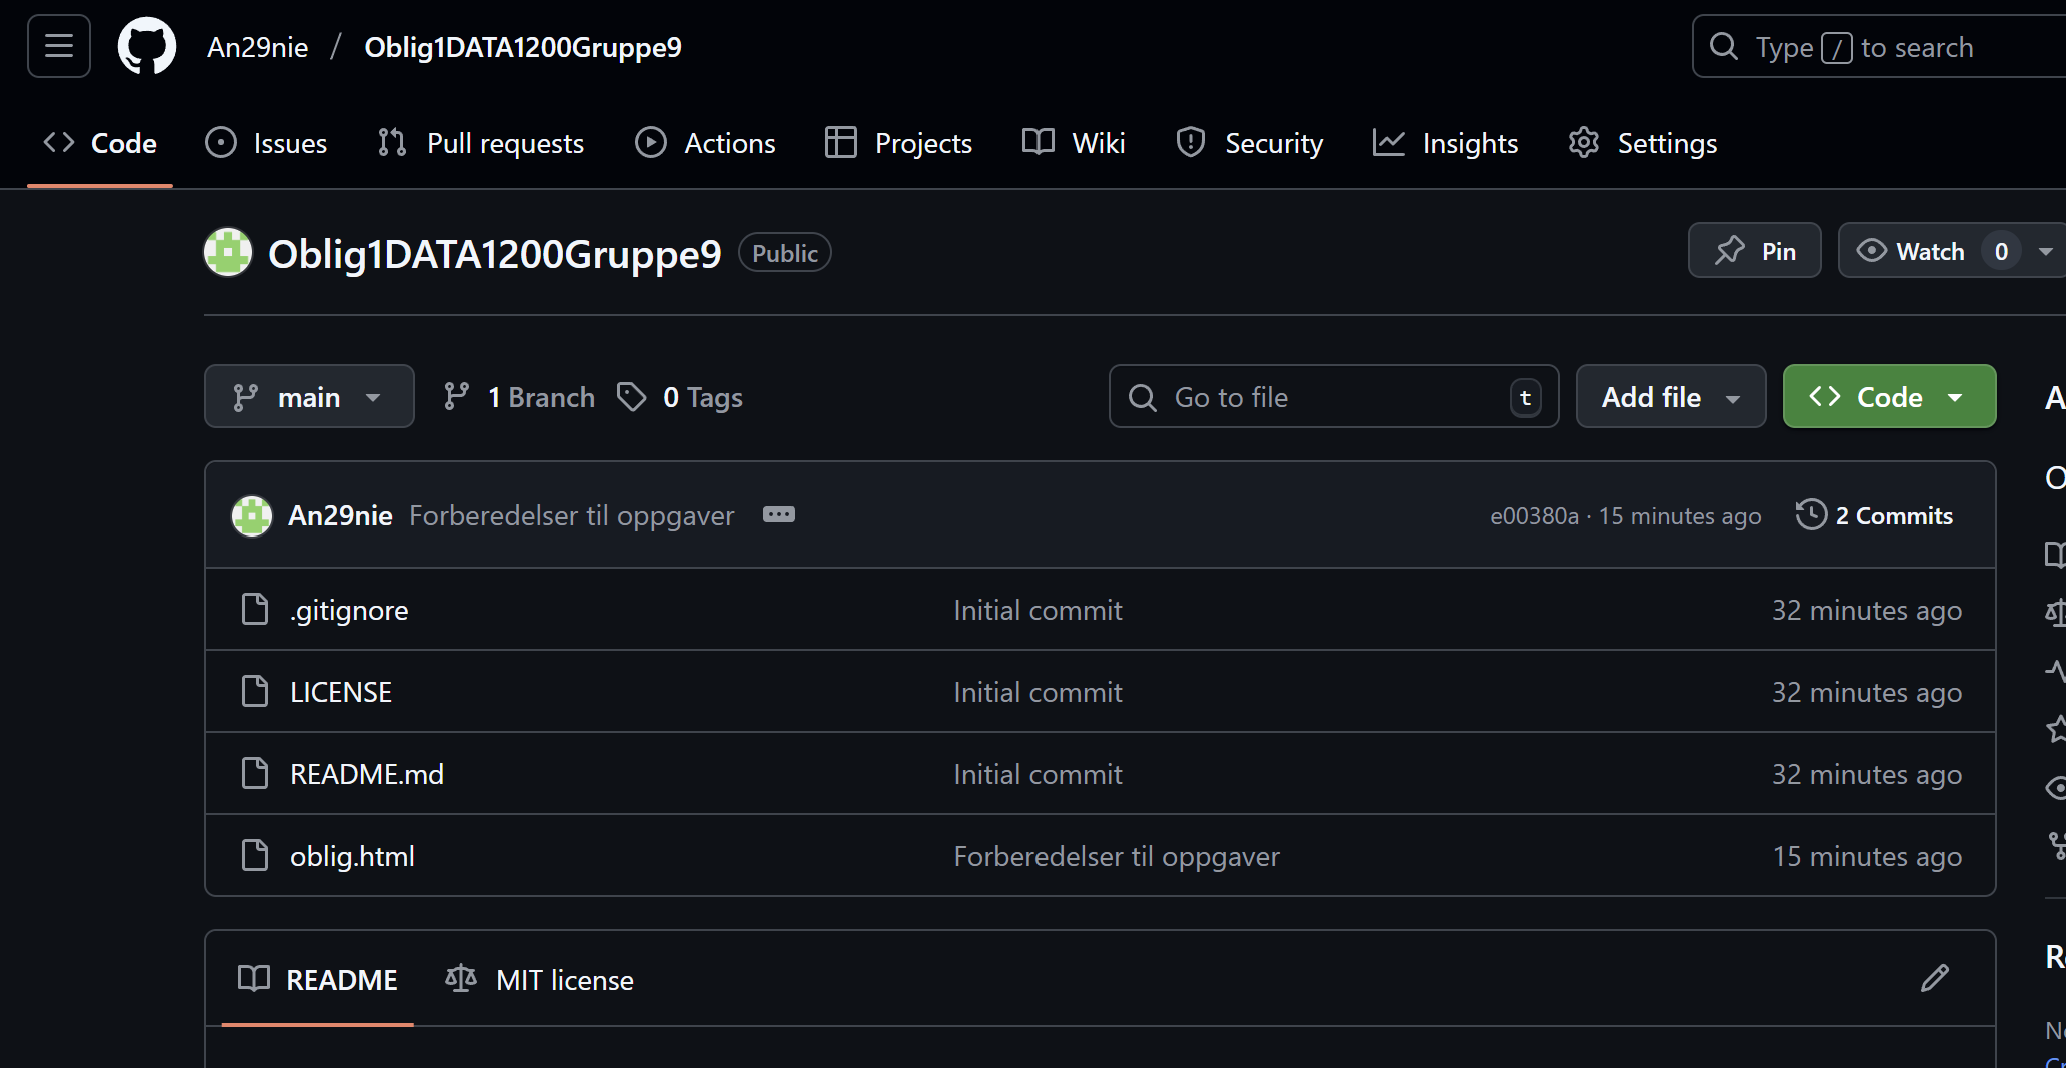 An29nie / Oblig1DATA1200Gruppe9
Type / to search
Code Issues Pull requests Actions Projects Wiki Security Insights Settings
Oblig1DATA1200Gruppe9 Public
Pin
Watch 0
main 1 Branch 0 Tags
Go to file t
Add file
Code
An29nie Forberedelser til oppgaver
e00380a · 15 minutes ago
2 Commits
.gitignore Initial commit 32 minutes ago
LICENSE Initial commit 32 minutes ago
README.md Initial commit 32 minutes ago
oblig.html Forberedelser til oppgaver 15 minutes ago
README MIT license